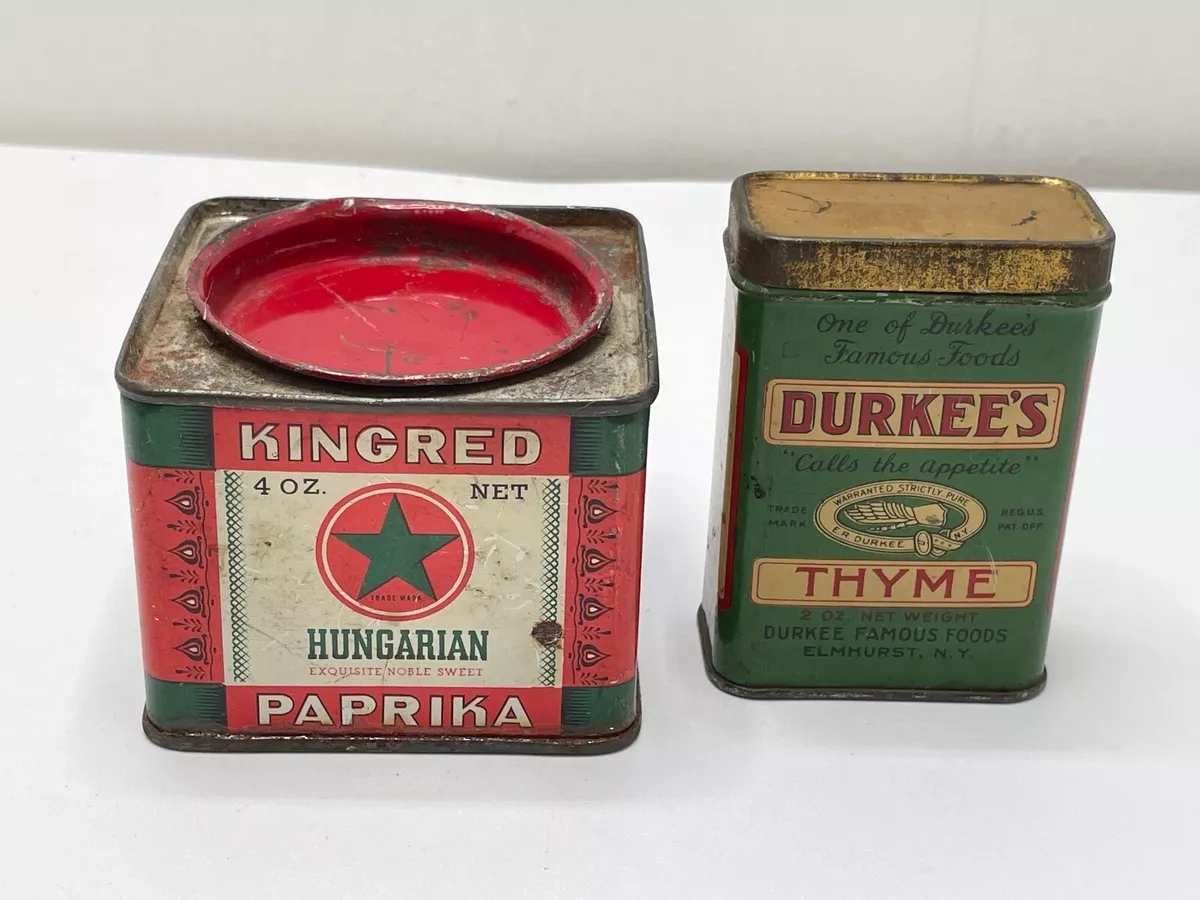 KINGRED
4 OZ. NET
TRADE MARK
HUNGARIAN
EXQUISITE NOBLE SWEET
PAPRIKA
One of Durkee's
Famous Foods
DURKEE'S
"Calls the appetite"
WARRANTED STRICTLY PURE
TRADE MARK
REG U.S. PAT. OFF.
E.R. DURKEE
N.Y.
THYME
2 OZ. NET WEIGHT
DURKEE FAMOUS FOODS
ELMHURST, N.Y.